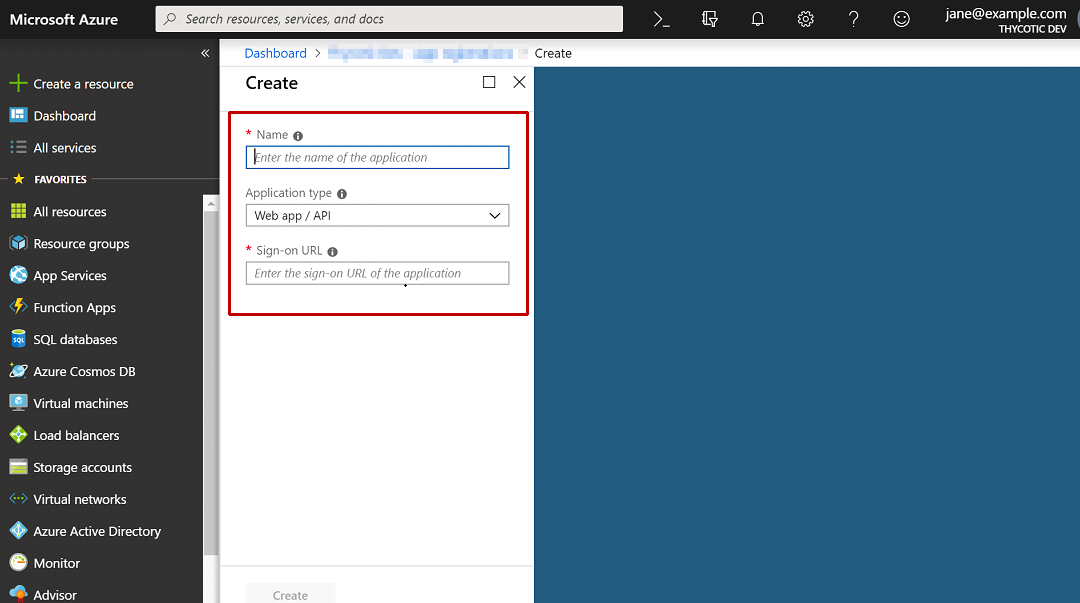 Microsoft Azure
Search resources, services, and docs
jane@example.com
THYCOTIC DEV
Dashboard > Create
Create a resource
Dashboard
All services
FAVORITES
All resources
Resource groups
App Services
Function Apps
SQL databases
Azure Cosmos DB
Virtual machines
Load balancers
Storage accounts
Virtual networks
Azure Active Directory
Monitor
Advisor
Create
* Name
Enter the name of the application
Application type
Web app / API
* Sign-on URL
Enter the sign-on URL of the application
Create